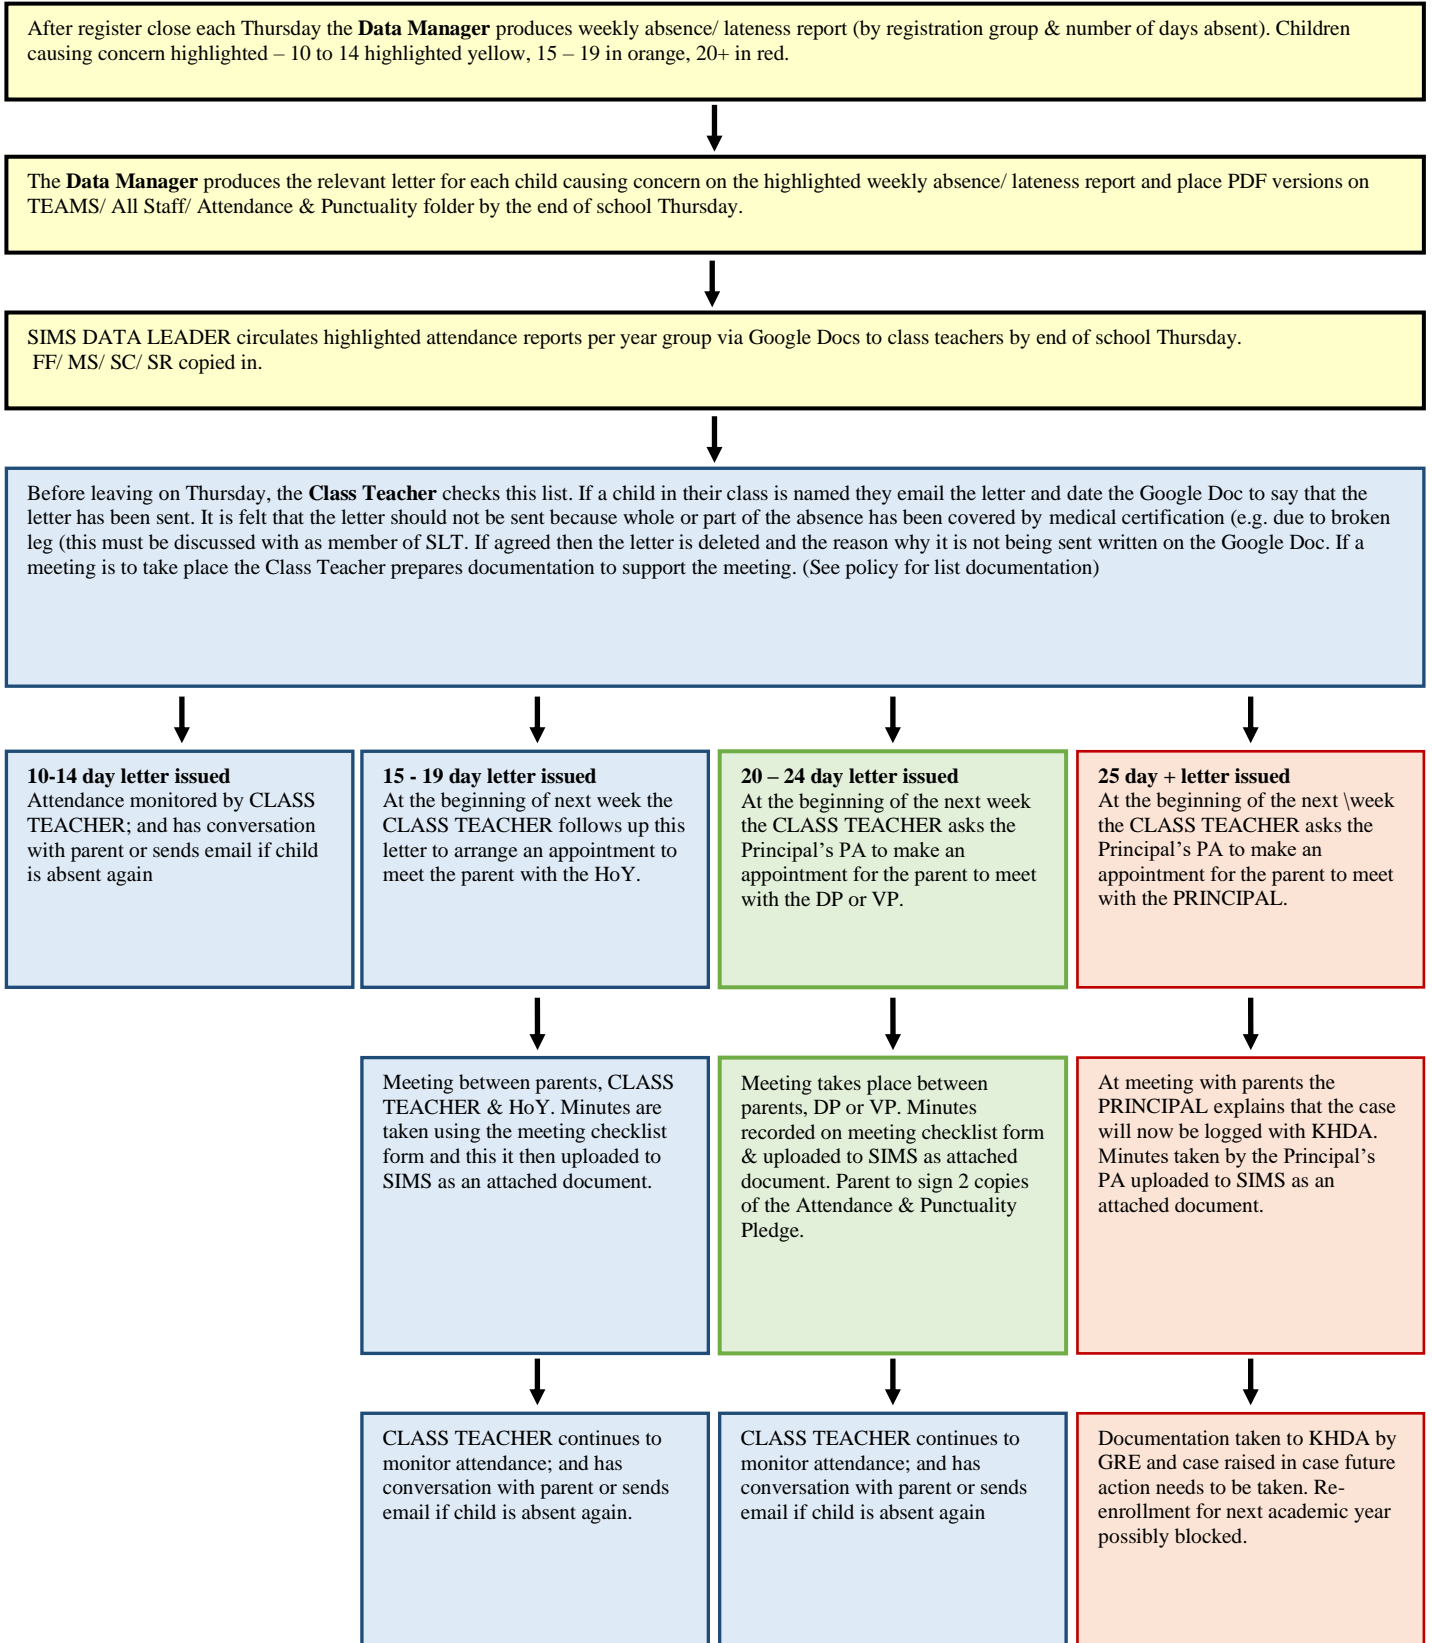 After register close each Thursday the Data Manager produces weekly absence/ lateness report (by registration group & number of days absent). Children
causing concern highlighted – 10 to 14 highlighted yellow, 15 – 19 in orange, 20+ in red.
The Data Manager produces the relevant letter for each child causing concern on the highlighted weekly absence/ lateness report and place PDF versions on
TEAMS/ All Staff/ Attendance & Punctuality folder by the end of school Thursday.
SIMS DATA LEADER circulates highlighted attendance reports per year group via Google Docs to class teachers by end of school Thursday.
FF/ MS/ SC/ SR copied in.
Before leaving on Thursday, the Class Teacher checks this list. If a child in their class is named they email the letter and date the Google Doc to say that the
letter has been sent. It is felt that the letter should not be sent because whole or part of the absence has been covered by medical certification (e.g. due to broken
leg (this must be discussed with as member of SLT. If agreed then the letter is deleted and the reason why it is not being sent written on the Google Doc. If a
meeting is to take place the Class Teacher prepares documentation to support the meeting. (See policy for list documentation)
10-14 day letter issued
Attendance monitored by CLASS
TEACHER; and has conversation
with parent or sends email if child
is absent again
15 - 19 day letter issued
At the beginning of next week the
CLASS TEACHER follows up this
letter to arrange an appointment to
meet the parent with the HoY.
20 – 24 day letter issued
At the beginning of the next week
the CLASS TEACHER asks the
Principal’s PA to make an
appointment for the parent to meet
with the DP or VP.
25 day + letter issued
At the beginning of the next \week
the CLASS TEACHER asks the
Principal’s PA to make an
appointment for the parent to meet
with the PRINCIPAL.
Meeting between parents, CLASS
TEACHER & HoY. Minutes are
taken using the meeting checklist
form and this it then uploaded to
SIMS as an attached document.
Meeting takes place between
parents, DP or VP. Minutes
recorded on meeting checklist form
& uploaded to SIMS as attached
document. Parent to sign 2 copies
of the Attendance & Punctuality
Pledge.
At meeting with parents the
PRINCIPAL explains that the case
will now be logged with KHDA.
Minutes taken by the Principal’s
PA uploaded to SIMS as an
attached document.
CLASS TEACHER continues to
monitor attendance; and has
conversation with parent or sends
email if child is absent again.
CLASS TEACHER continues to
monitor attendance; and has
conversation with parent or sends
email if child is absent again
Documentation taken to KHDA by
GRE and case raised in case future
action needs to be taken. Re-
enrollment for next academic year
possibly blocked.